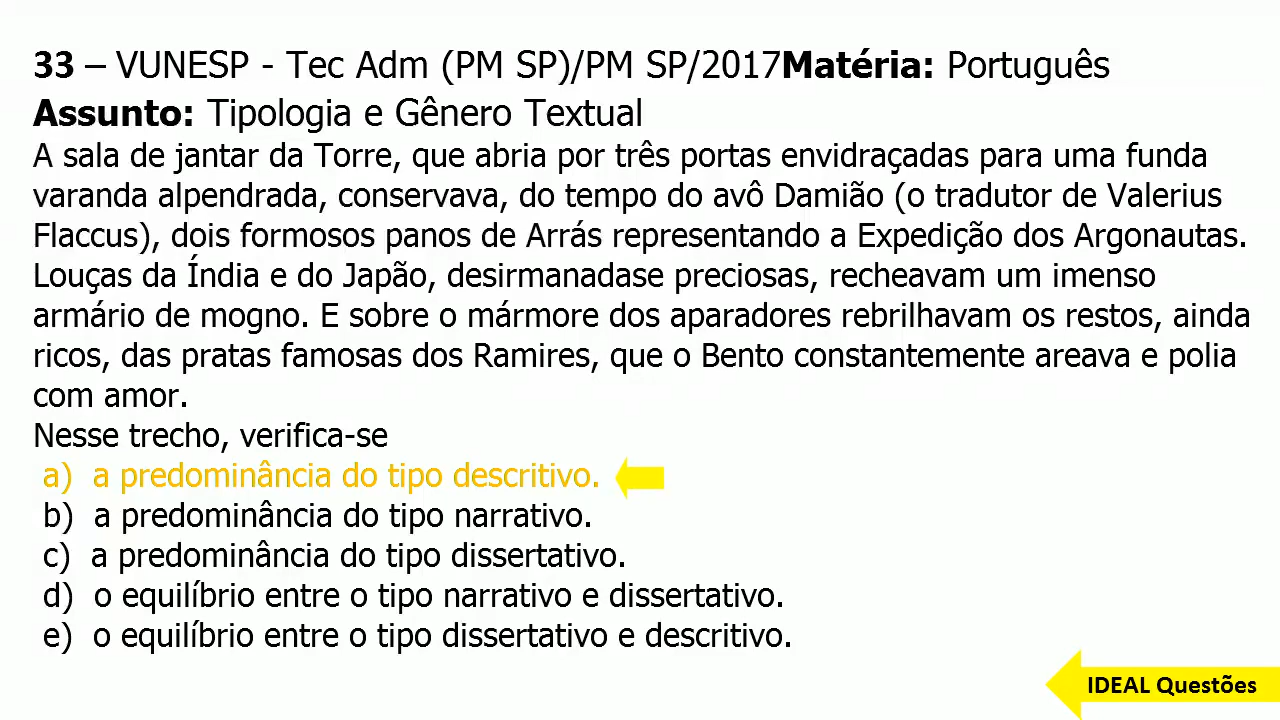 33 – VUNESP - Tec Adm (PM SP)/PM SP/2017Matéria: Português
Assunto: Tipologia e Gênero Textual
A sala de jantar da Torre, que abria por três portas envidraçadas para uma funda
varanda alpendrada, conservava, do tempo do avô Damião (o tradutor de Valerius
Flaccus), dois formosos panos de Arrás representando a Expedição dos Argonautas.
Louças da Índia e do Japão, desirmanadase preciosas, recheavam um imenso
armário de mogno. E sobre o mármore dos aparadores rebrilhavam os restos, ainda
ricos, das pratas famosas dos Ramires, que o Bento constantemente areava e polia
com amor.
Nesse trecho, verifica-se
a) a predominância do tipo descritivo.
b) a predominância do tipo narrativo.
c) a predominância do tipo dissertativo.
d) o equilíbrio entre o tipo narrativo e dissertativo.
e) o equilíbrio entre o tipo dissertativo e descritivo.
IDEAL Questões